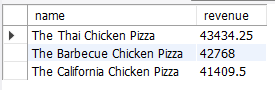 name revenue
The Thai Chicken Pizza 43434.25
The Barbecue Chicken Pizza 42768
The California Chicken Pizza 41409.5